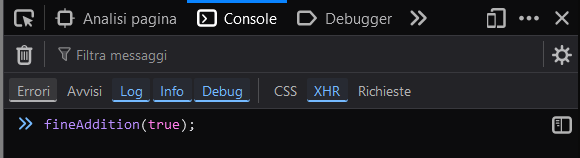 Analisi pagina Console Debugger
Filtra messaggi
Errori Avvisi Log Info Debug CSS XHR Richieste
fineAddition(true);